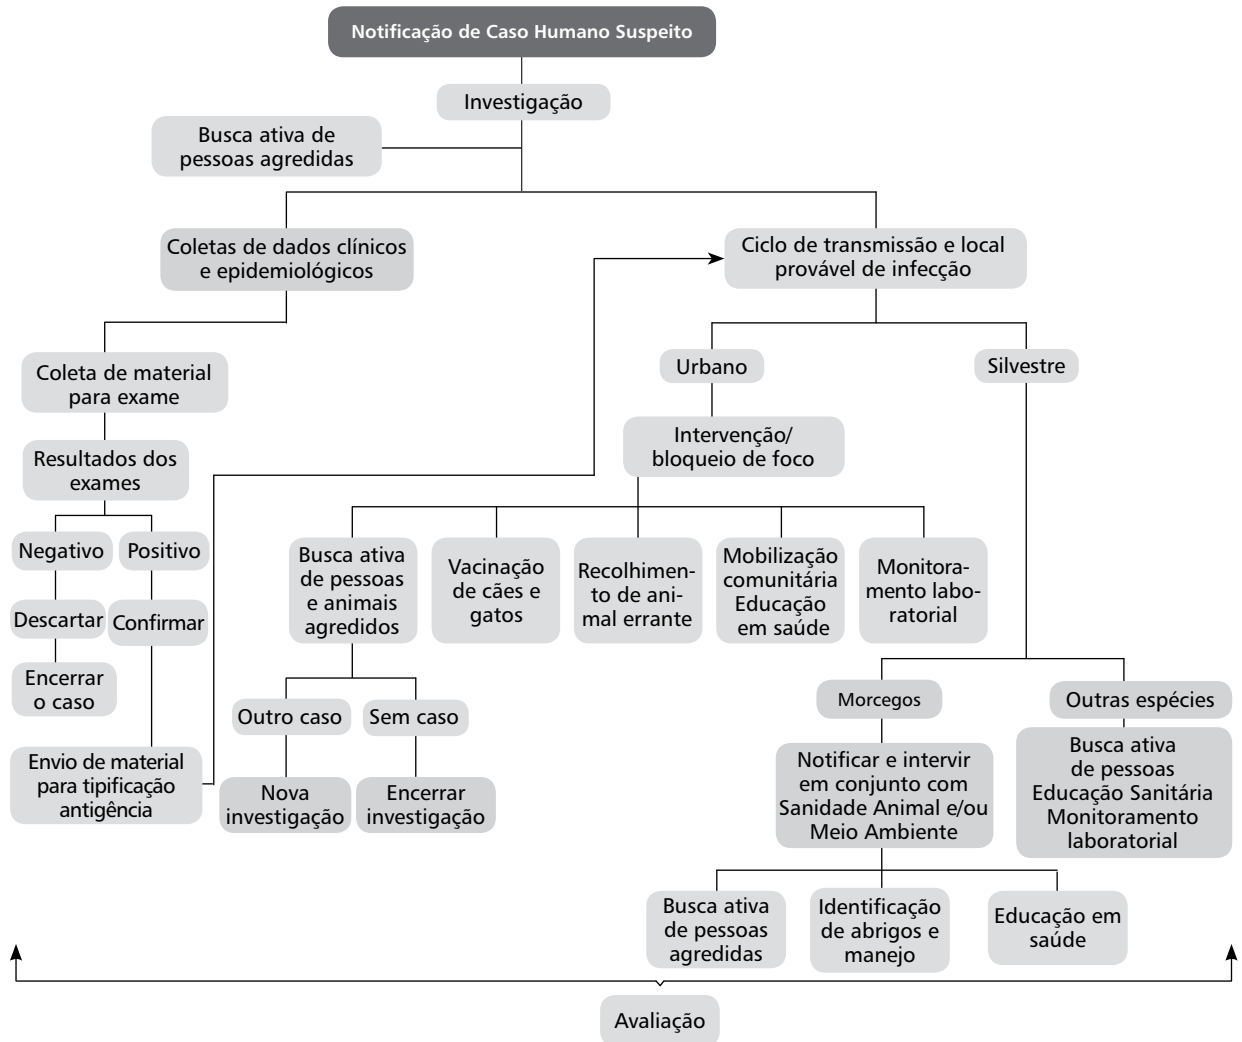 Notificação de Caso Humano Suspeito
Investigação
Busca ativa de
pessoas agredidas
Coletas de dados clínicos
e epidemiológicos
Ciclo de transmissão e local
provável de infecção
Coleta de material
para exame
Urbano
Silvestre
Intervenção/
bloqueio de foco
Resultados dos
exames
Negativo
Positivo
Descartar
Confirmar
Encerrar
o caso
Envio de material
para tipificação
antigência
Busca ativa
de pessoas
e animais
agredidos
Vacinação
de cães e
gatos
Recolhimen-
to de ani-
mal errante
Mobilização
comunitária
Educação
em saúde
Monitora-
mento labo-
ratorial
Outro caso
Sem caso
Nova
investigação
Encerrar
investigação
Morcegos
Outras espécies
Notificar e intervir
em conjunto com
Sanidade Animal e/ou
Meio Ambiente
Busca ativa
de pessoas
Educação Sanitária
Monitoramento
laboratorial
Busca ativa
de pessoas
agredidas
Identificação
de abrigos e
manejo
Educação em
saúde
Avaliação